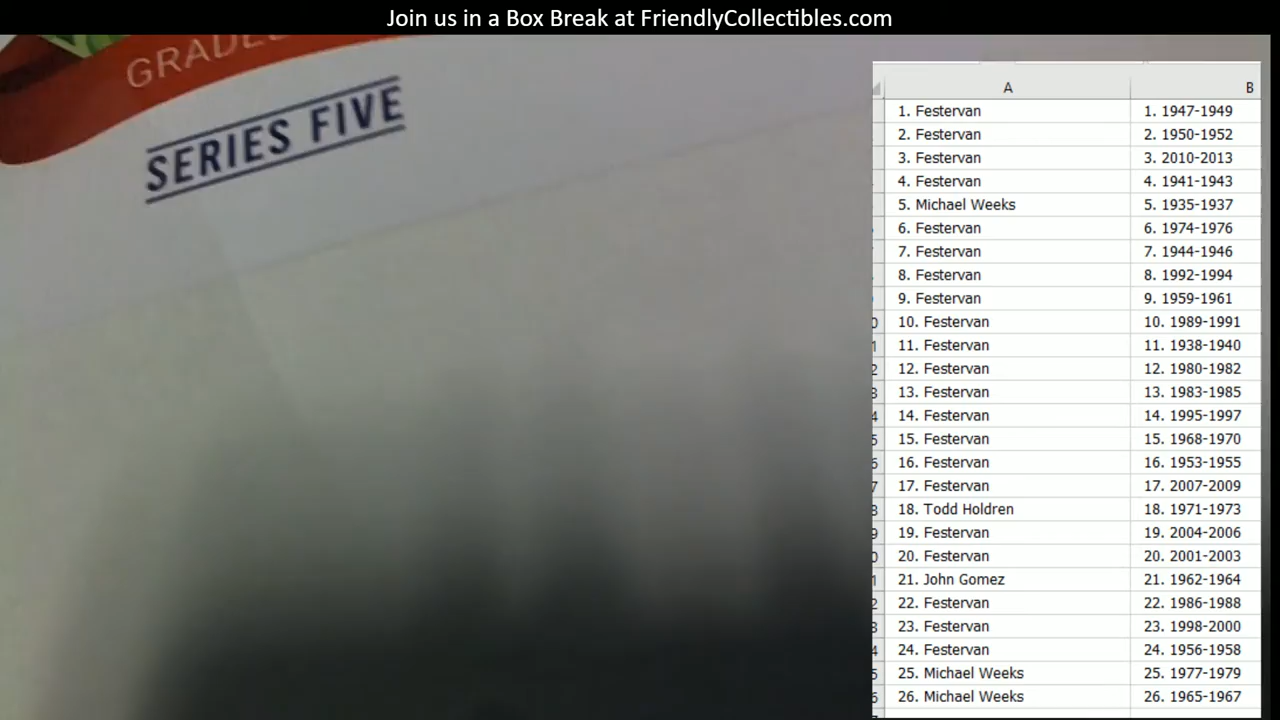 Join us in a Box Break at FriendlyCollectibles.com
SERIES FIVE
A B
1. Festervan 1. 1947-1949
2. Festervan 2. 1950-1952
3. Festervan 3. 2010-2013
4. Festervan 4. 1941-1943
5. Michael Weeks 5. 1935-1937
6. Festervan 6. 1974-1976
7. Festervan 7. 1944-1946
8. Festervan 8. 1992-1994
9. Festervan 9. 1959-1961
10. Festervan 10. 1989-1991
11. Festervan 11. 1938-1940
12. Festervan 12. 1980-1982
13. Festervan 13. 1983-1985
14. Festervan 14. 1995-1997
15. Festervan 15. 1968-1970
16. Festervan 16. 1953-1955
17. Festervan 17. 2007-2009
18. Todd Holdren 18. 1971-1973
19. Festervan 19. 2004-2006
20. Festervan 20. 2001-2003
21. John Gomez 21. 1962-1964
22. Festervan 22. 1986-1988
23. Festervan 23. 1998-2000
24. Festervan 24. 1956-1958
25. Michael Weeks 25. 1977-1979
26. Michael Weeks 26. 1965-1967